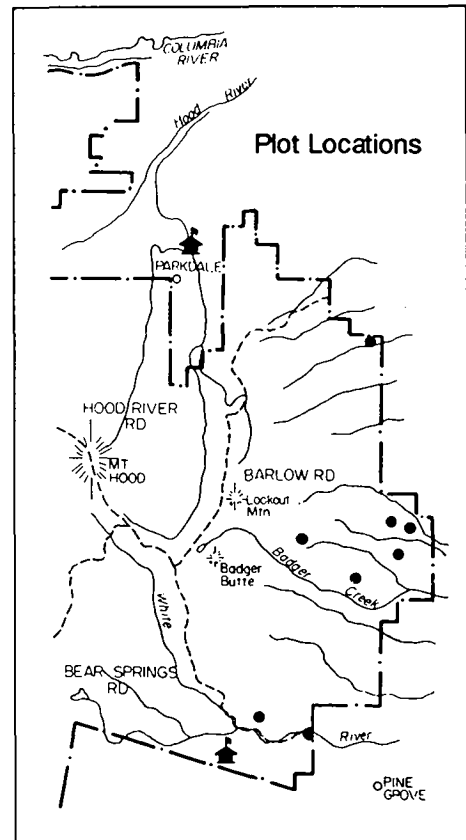 COLUMBIA
RIVER
Hood River
Plot Locations
PARKDALE
HOOD RIVER
RD
MT
HOOD
BARLOW RD
Lookout
Mtn
Badger
Butte
Badger
Creek
White
BEAR SPRINGS
RD
River
PINE
GROVE